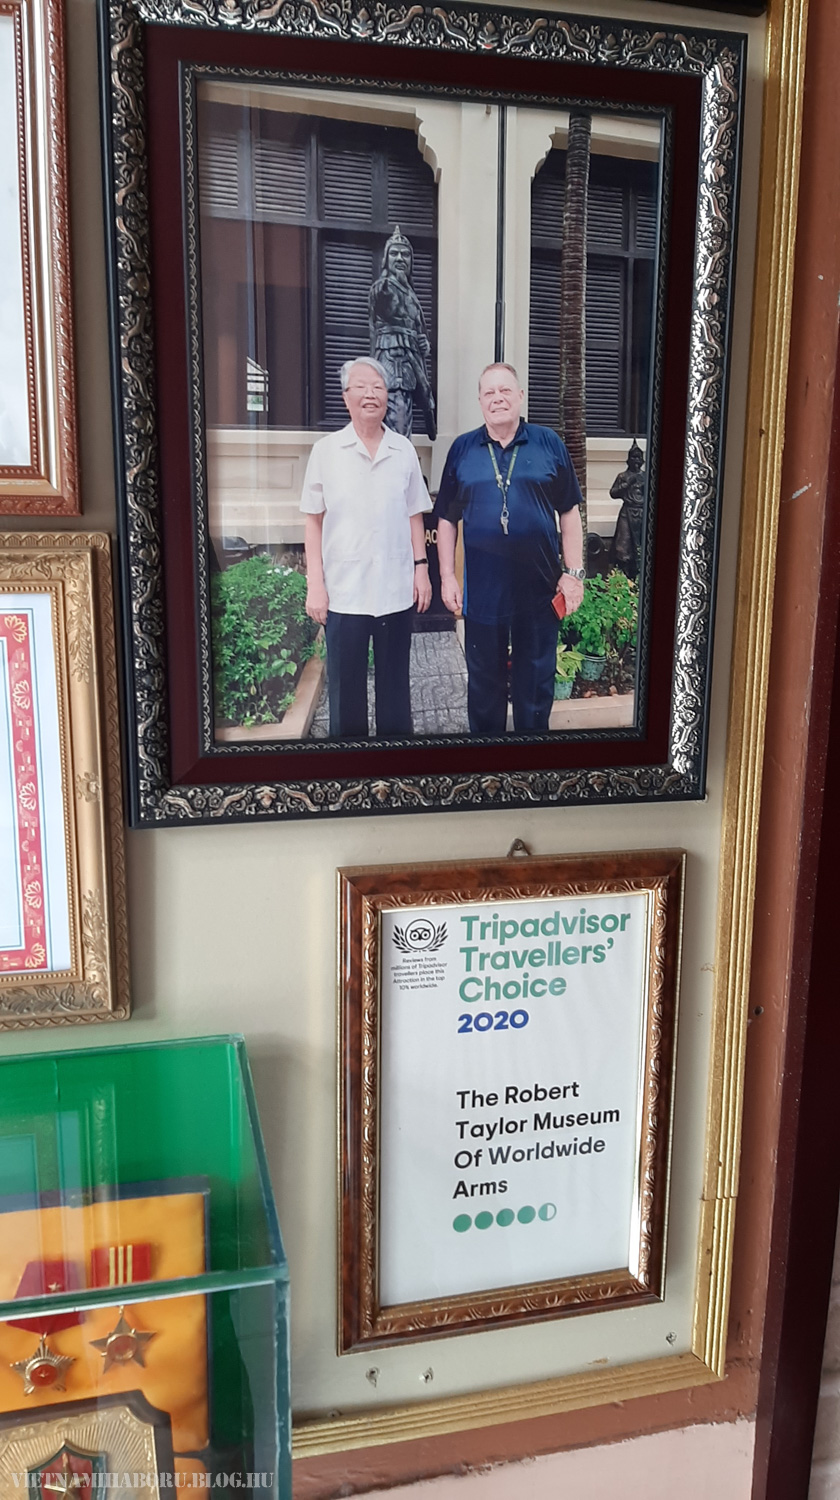 AO
Tripadvisor
Travellers'
Choice
2020
Reviews from
millions of Tripadvisor
travellers place this
Attraction in the top
10% worldwide.
The Robert
Taylor Museum
Of Worldwide
Arms
VIETNAMIHABORU.BLOG.HU